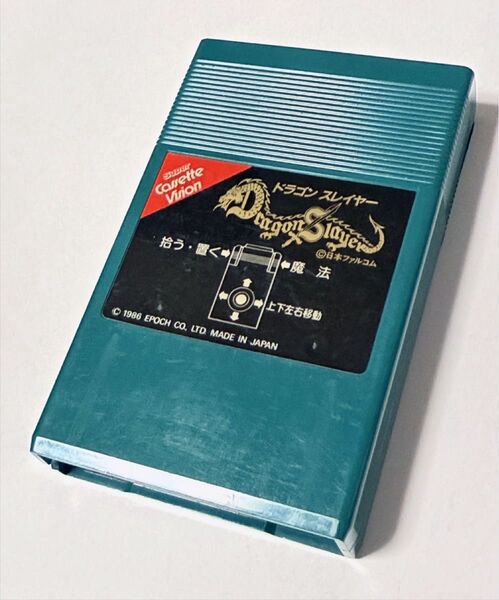 Super
Cassette
Vision
ドラゴン スレイヤー
Dragon Slayer
©日本ファルコム
拾う・置く
魔法
上下左右移動
© 1986 EPOCH CO., LTD. MADE IN JAPAN